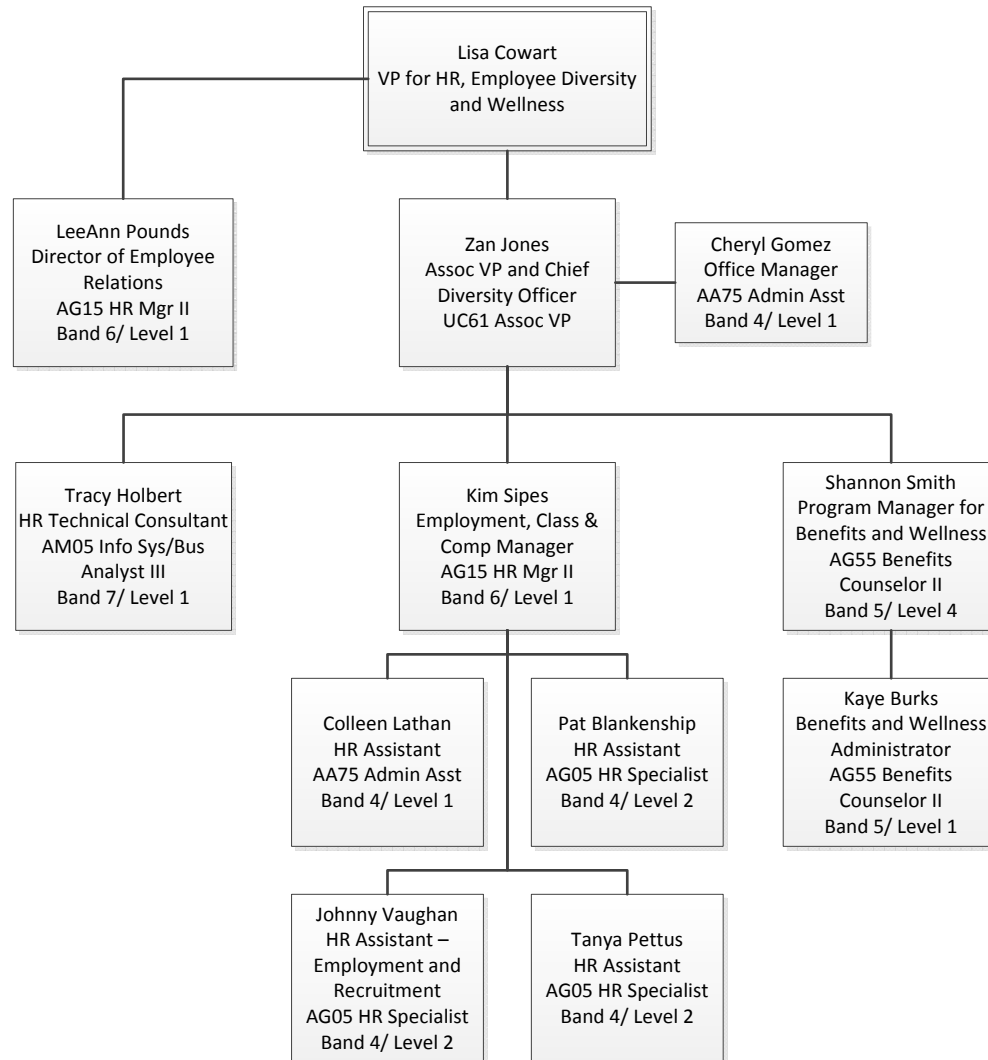 Lisa Cowart
VP for HR, Employee Diversity
and Wellness
LeeAnn Pounds
Director of Employee
Relations
AG15 HR Mgr II
Band 6/ Level 1
Zan Jones
Assoc VP and Chief
Diversity Officer
UC61 Assoc VP
Cheryl Gomez
Office Manager
AA75 Admin Asst
Band 4/ Level 1
Tracy Holbert
HR Technical Consultant
AM05 Info Sys/Bus
Analyst III
Band 7/ Level 1
Kim Sipes
Employment, Class &
Comp Manager
AG15 HR Mgr II
Band 6/ Level 1
Shannon Smith
Program Manager for
Benefits and Wellness
AG55 Benefits
Counselor II
Band 5/ Level 4
Colleen Lathan
HR Assistant
AA75 Admin Asst
Band 4/ Level 1
Pat Blankenship
HR Assistant
AG05 HR Specialist
Band 4/ Level 2
Kaye Burks
Benefits and Wellness
Administrator
AG55 Benefits
Counselor II
Band 5/ Level 1
Johnny Vaughan
HR Assistant –
Employment and
Recruitment
AG05 HR Specialist
Band 4/ Level 2
Tanya Pettus
HR Assistant
AG05 HR Specialist
Band 4/ Level 2